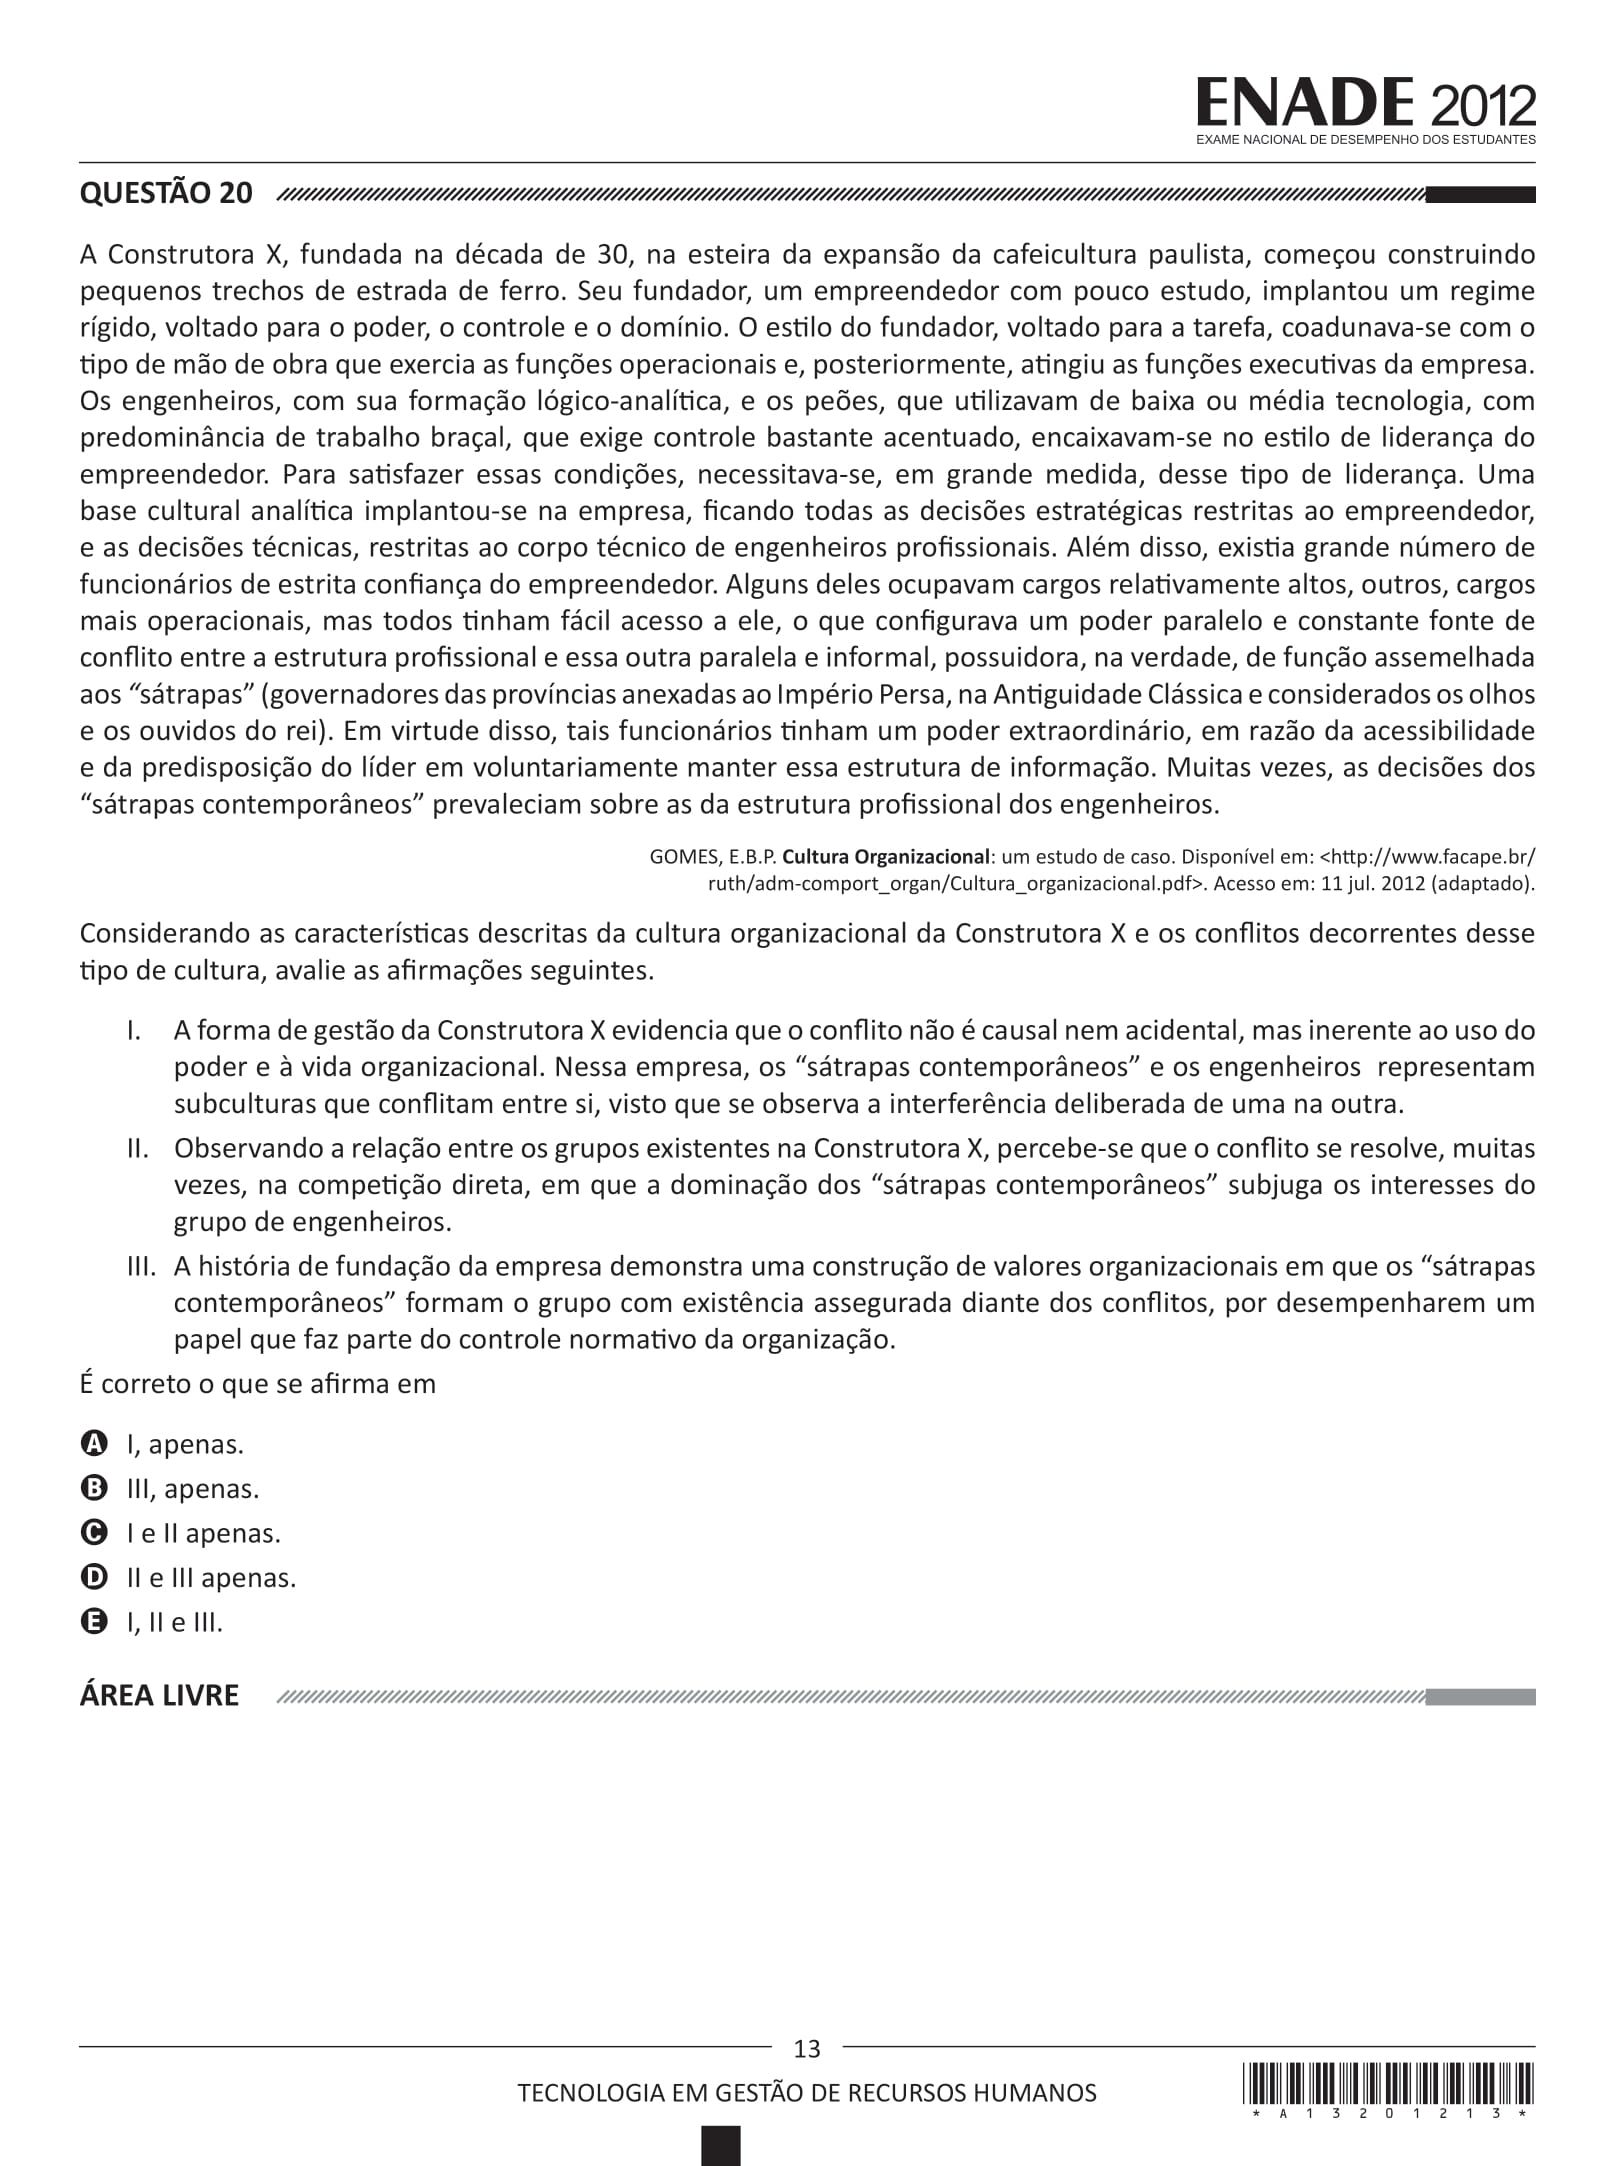 ENADE 2012
EXAME NACIONAL DE DESEMPENHO DOS ESTUDANTES
QUESTÃO 20
A Construtora X, fundada na década de 30, na esteira da expansão da cafeicultura paulista, começou construindo
pequenos trechos de estrada de ferro. Seu fundador, um empreendedor com pouco estudo, implantou um regime
rígido, voltado para o poder, o controle e o domínio. O estilo do fundador, voltado para a tarefa, coadunava-se com o
tipo de mão de obra que exercia as funções operacionais e, posteriormente, atingiu as funções executivas da empresa.
Os engenheiros, com sua formação lógico-analítica, e os peões, que utilizavam de baixa ou média tecnologia, com
predominância de trabalho braçal, que exige controle bastante acentuado, encaixavam-se no estilo de liderança do
empreendedor. Para satisfazer essas condições, necessitava-se, em grande medida, desse tipo de liderança. Uma
base cultural analítica implantou-se na empresa, ficando todas as decisões estratégicas restritas ao empreendedor,
e as decisões técnicas, restritas ao corpo técnico de engenheiros profissionais. Além disso, existia grande número de
funcionários de estrita confiança do empreendedor. Alguns deles ocupavam cargos relativamente altos, outros, cargos
mais operacionais, mas todos tinham fácil acesso a ele, o que configurava um poder paralelo e constante fonte de
conflito entre a estrutura profissional e essa outra paralela e informal, possuidora, na verdade, de função assemelhada
aos “sátrapas” (governadores das províncias anexadas ao Império Persa, na Antiguidade Clássica e considerados os olhos
e os ouvidos do rei). Em virtude disso, tais funcionários tinham um poder extraordinário, em razão da acessibilidade
e da predisposição do líder em voluntariamente manter essa estrutura de informação. Muitas vezes, as decisões dos
“sátrapas contemporâneos” prevaleciam sobre as da estrutura profissional dos engenheiros.
GOMES, E.B.P. Cultura Organizacional: um estudo de caso. Disponível em: <http://www.facape.br/
ruth/adm-comport_organ/Cultura_organizacional.pdf>. Acesso em: 11 jul. 2012 (adaptado).
Considerando as características descritas da cultura organizacional da Construtora X e os conflitos decorrentes desse
tipo de cultura, avalie as afirmações seguintes.
I. A forma de gestão da Construtora X evidencia que o conflito não é causal nem acidental, mas inerente ao uso do
poder e à vida organizacional. Nessa empresa, os “sátrapas contemporâneos” e os engenheiros representam
subculturas que conflitam entre si, visto que se observa a interferência deliberada de uma na outra.
II. Observando a relação entre os grupos existentes na Construtora X, percebe-se que o conflito se resolve, muitas
vezes, na competição direta, em que a dominação dos “sátrapas contemporâneos” subjuga os interesses do
grupo de engenheiros.
III. A história de fundação da empresa demonstra uma construção de valores organizacionais em que os “sátrapas
contemporâneos” formam o grupo com existência assegurada diante dos conflitos, por desempenharem um
papel que faz parte do controle normativo da organização.
É correto o que se afirma em
A I, apenas.
B III, apenas.
C I e II apenas.
D II e III apenas.
E I, II e III.
ÁREA LIVRE
13
TECNOLOGIA EM GESTÃO DE RECURSOS HUMANOS
* A 1 3 2 0 1 2 1 3 *